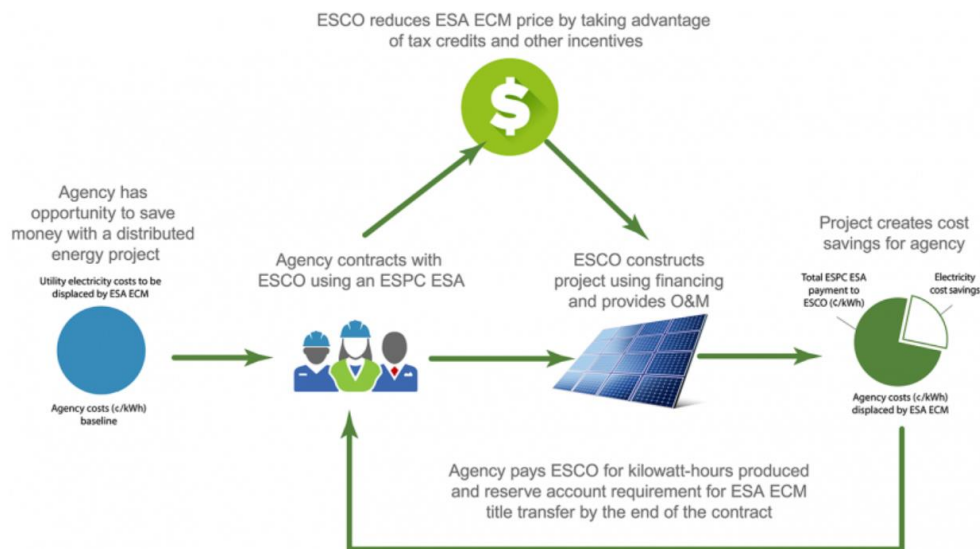 ESCO reduces ESA ECM price by taking advantage
of tax credits and other incentives
$
Agency has
opportunity to save
money with a distributed
energy project
Utility electricity costs to be
displaced by ESA ECM
Agency costs (c/kWh)
baseline
Agency contracts with
ESCO using an ESPC ESA
ESCO constructs
project using financing
and provides O&M
Project creates cost
savings for agency
Total ESPC ESA
payment to
ESCO (¢/kWh)
Electricity
cost savings
Agency costs (¢/kWh)
displaced by ESA ECM
Agency pays ESCO for kilowatt-hours produced
and reserve account requirement for ESA ECM
title transfer by the end of the contract